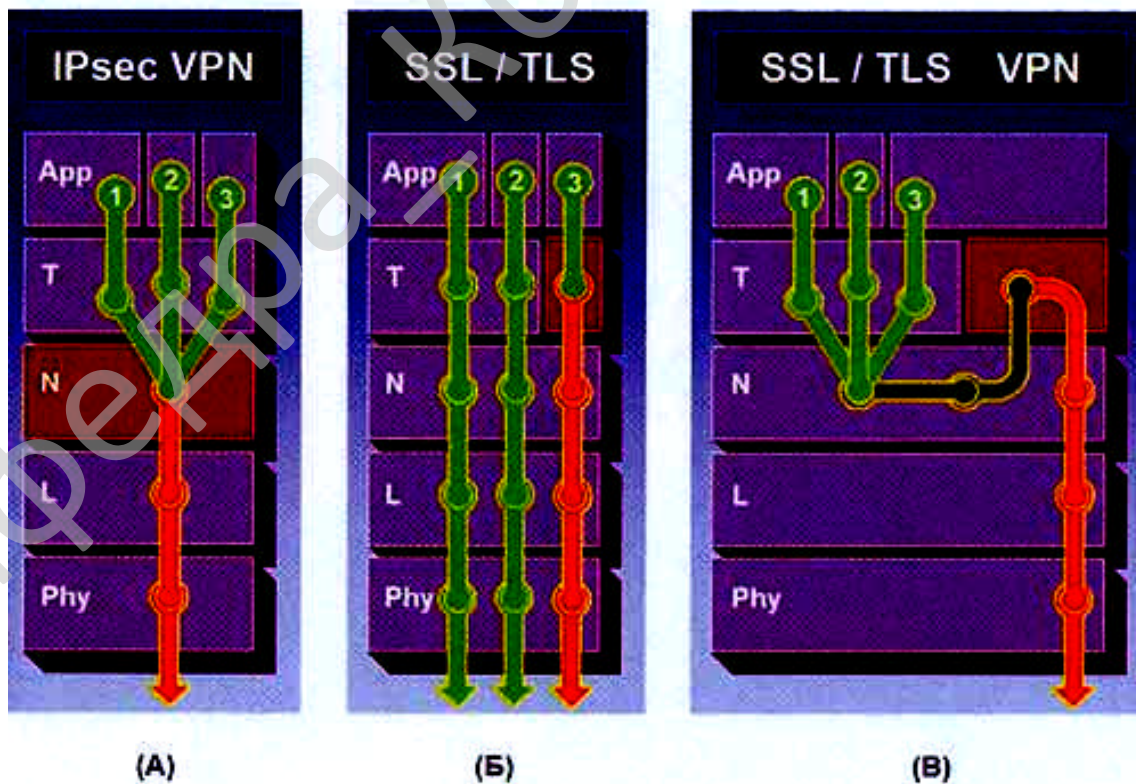 IPsec VPN
App
1 2 3
T
N
L
Phy
(А)
SSL / TLS
App
1 2 3
T
N
L
Phy
(Б)
SSL / TLS VPN
App
1 2 3
T
N
L
Phy
(В)